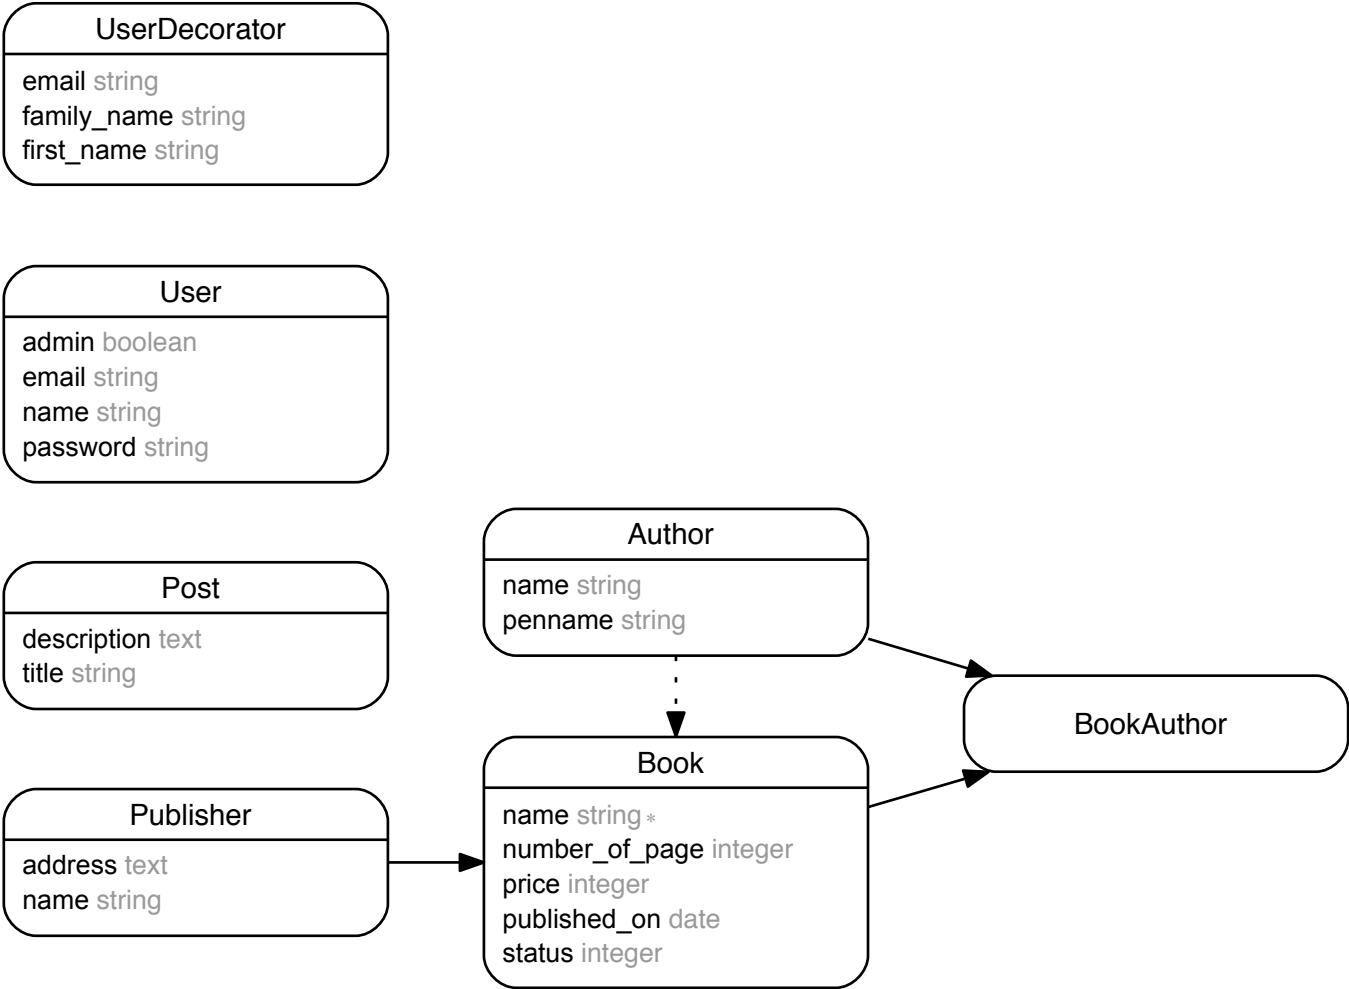 UserDecorator
email string
family_name string
first_name string
User
admin boolean
email string
name string
password string
Post
description text
title string
Publisher
address text
name string
Author
name string
penname string
Book
name string *
number_of_page integer
price integer
published_on date
status integer
BookAuthor